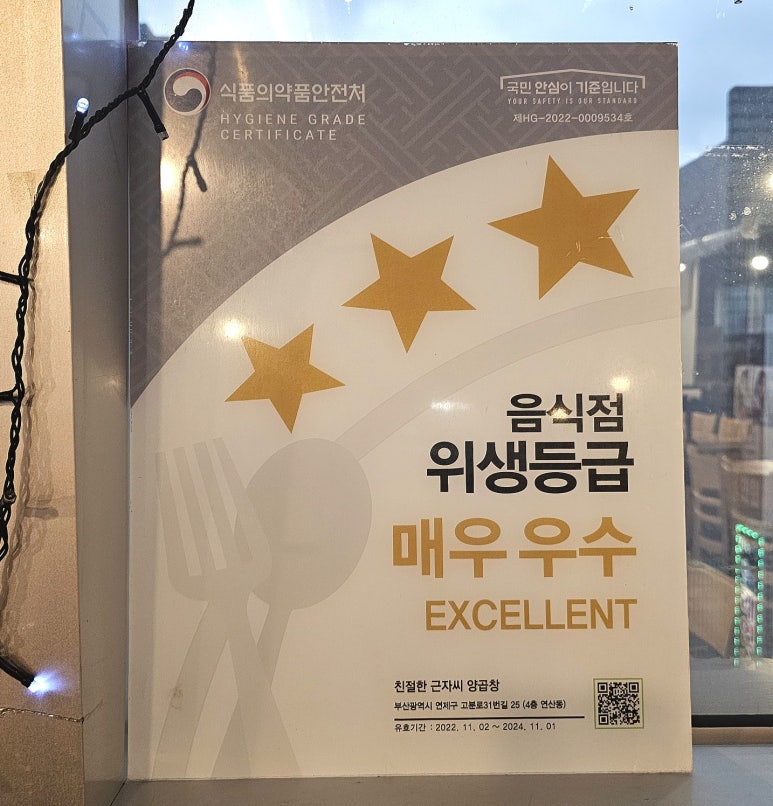 식품의약품안전처
HYGIENE GRADE
CERTIFICATE
국민 안심이 기준입니다
YOUR SAFETY IS OUR STANDARD
제HG-2022-0009534호
음식점
위생등급
매우 우수
EXCELLENT
친절한 근자씨 양곱창
부산광역시 연제구 고분로31번길 25 (4층 연산동)
유효기간 : 2022. 11. 02 ~ 2024. 11. 01